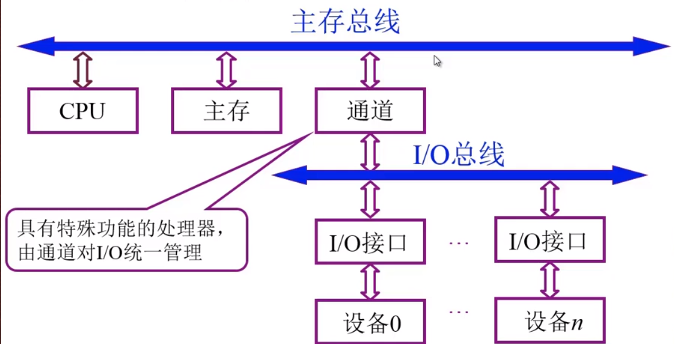 主存总线
CPU
主存
通道
I/O总线
具有特殊功能的处理器，
由通道对I/O统一管理
I/O接口
...
I/O接口
设备0
...
设备n